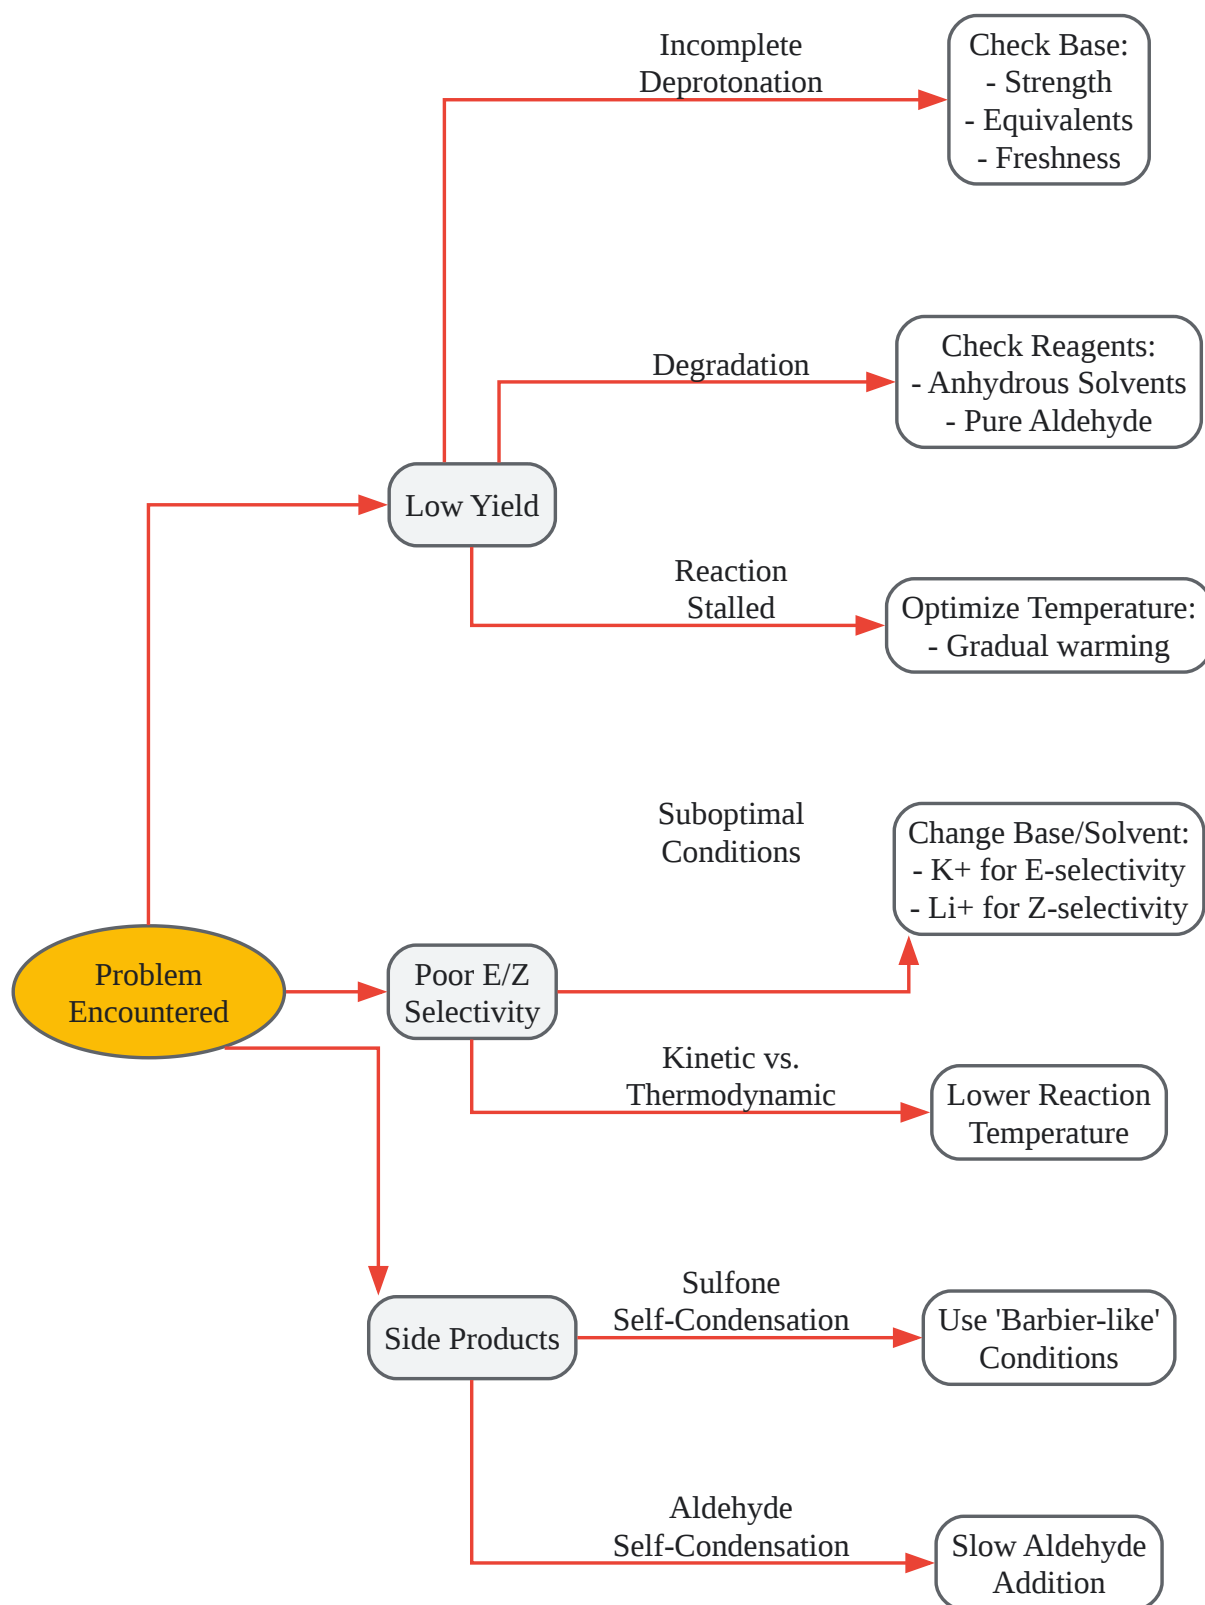 Incomplete
Deprotonation
Check Base:
- Strength
- Equivalents
- Freshness
Degradation
Check Reagents:
- Anhydrous Solvents
- Pure Aldehyde
Low Yield
Reaction
Stalled
Optimize Temperature:
- Gradual warming
Suboptimal
Conditions
Change Base/Solvent:
- K+ for E-selectivity
- Li+ for Z-selectivity
Problem
Encountered
Poor E/Z
Selectivity
Kinetic vs.
Thermodynamic
Lower Reaction
Temperature
Side Products
Sulfone
Self-Condensation
Use 'Barbier-like'
Conditions
Aldehyde
Self-Condensation
Slow Aldehyde
Addition